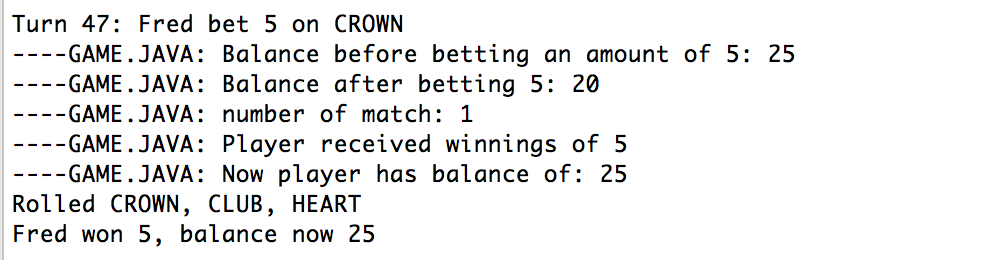 Turn 47: Fred bet 5 on CROWN
----GAME.JAVA: Balance before betting an amount of 5: 25
----GAME.JAVA: Balance after betting 5: 20
----GAME.JAVA: number of match: 1
----GAME.JAVA: Player received winnings of 5
----GAME.JAVA: Now player has balance of: 25
Rolled CROWN, CLUB, HEART
Fred won 5, balance now 25